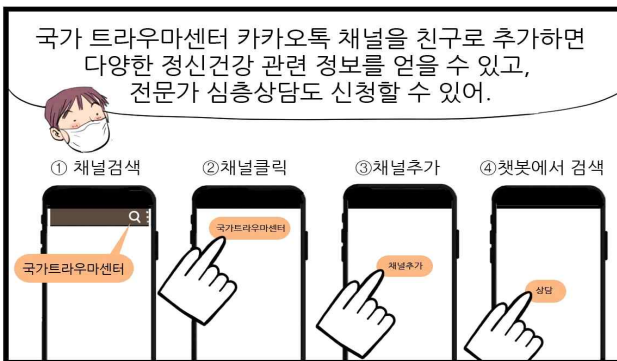 국가 트라우마센터 카카오톡 채널을 친구로 추가하면
다양한 정신건강 관련 정보를 얻을 수 있고,
전문가 심층상담도 신청할 수 있어.
① 채널검색
②채널클릭
③채널추가
④챗봇에서 검색
국가트라우마센터
국가트라우마센터
채널추가
상담